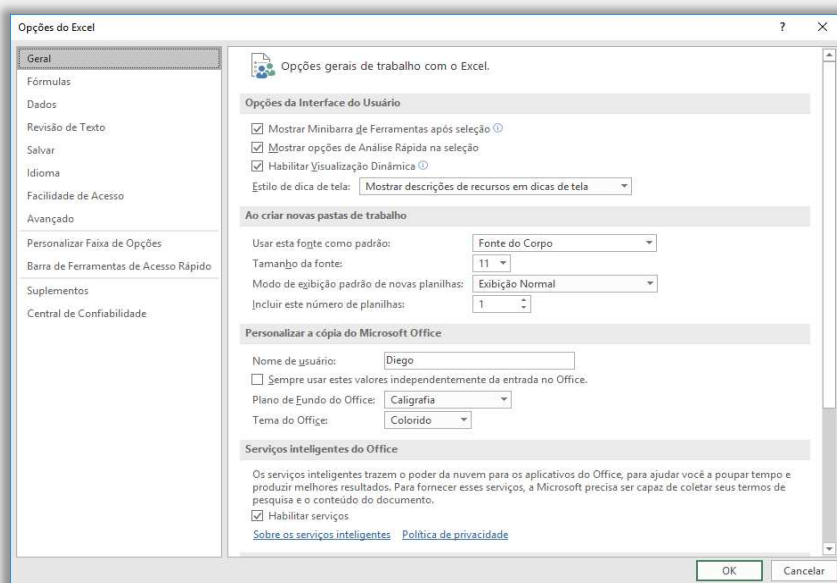 Opções do Excel
? ×
Geral
Fórmulas
Dados
Revisão de Texto
Salvar
Idioma
Facilidade de Acesso
Avançado
Personalizar Faixa de Opções
Barra de Ferramentas de Acesso Rápido
Suplementos
Central de Confiabilidade
Opções gerais de trabalho com o Excel.
Opções da Interface do Usuário
Mostrar Minibarra de Ferramentas após seleção
Mostrar opções de Análise Rápida na seleção
Habilitar Visualização Dinâmica
Estilo de dica de tela: Mostrar descrições de recursos em dicas de tela
Ao criar novas pastas de trabalho
Usar esta fonte como padrão: Fonte do Corpo
Tamanho da fonte: 11
Modo de exibição padrão de novas planilhas: Exibição Normal
Incluir este número de planilhas: 1
Personalizar a cópia do Microsoft Office
Nome de usuário: Diego
Sempre usar estes valores independentemente da entrada no Office.
Plano de Fundo do Office: Caligrafia
Tema do Office: Colorido
Serviços inteligentes do Office
Os serviços inteligentes trazem o poder da nuvem para os aplicativos do Office, para ajudar você a poupar tempo e
produzir melhores resultados. Para fornecer esses serviços, a Microsoft precisa ser capaz de coletar seus termos de
pesquisa e o conteúdo do documento.
Habilitar serviços
Sobre os serviços inteligentes Política de privacidade
OK Cancelar